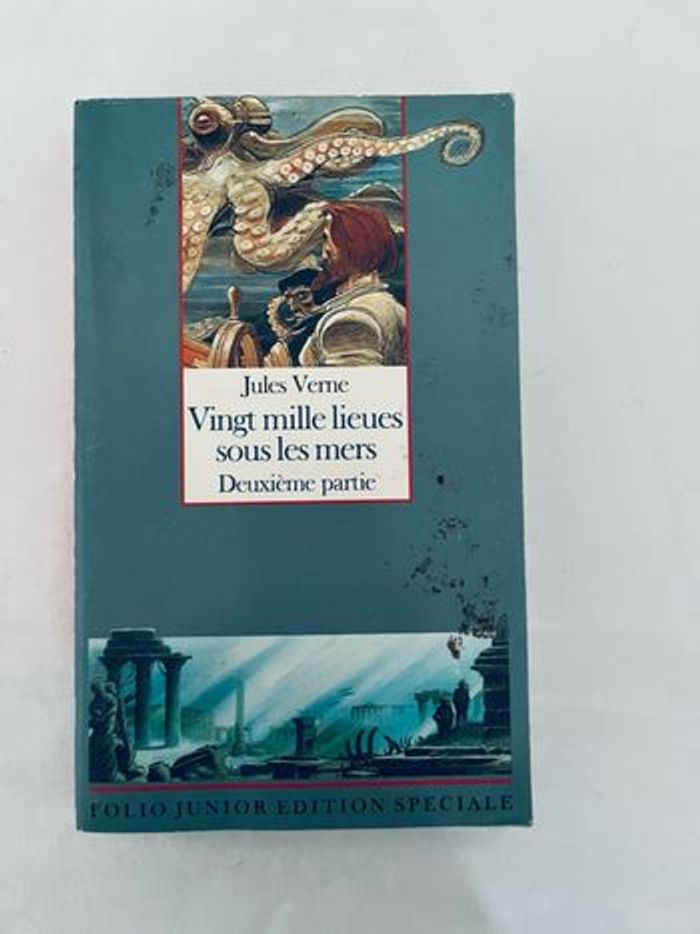 Jules Verne
Vingt mille lieues
sous les mers
Deuxième partie
FOLIO JUNIOR EDITION SPECIALE